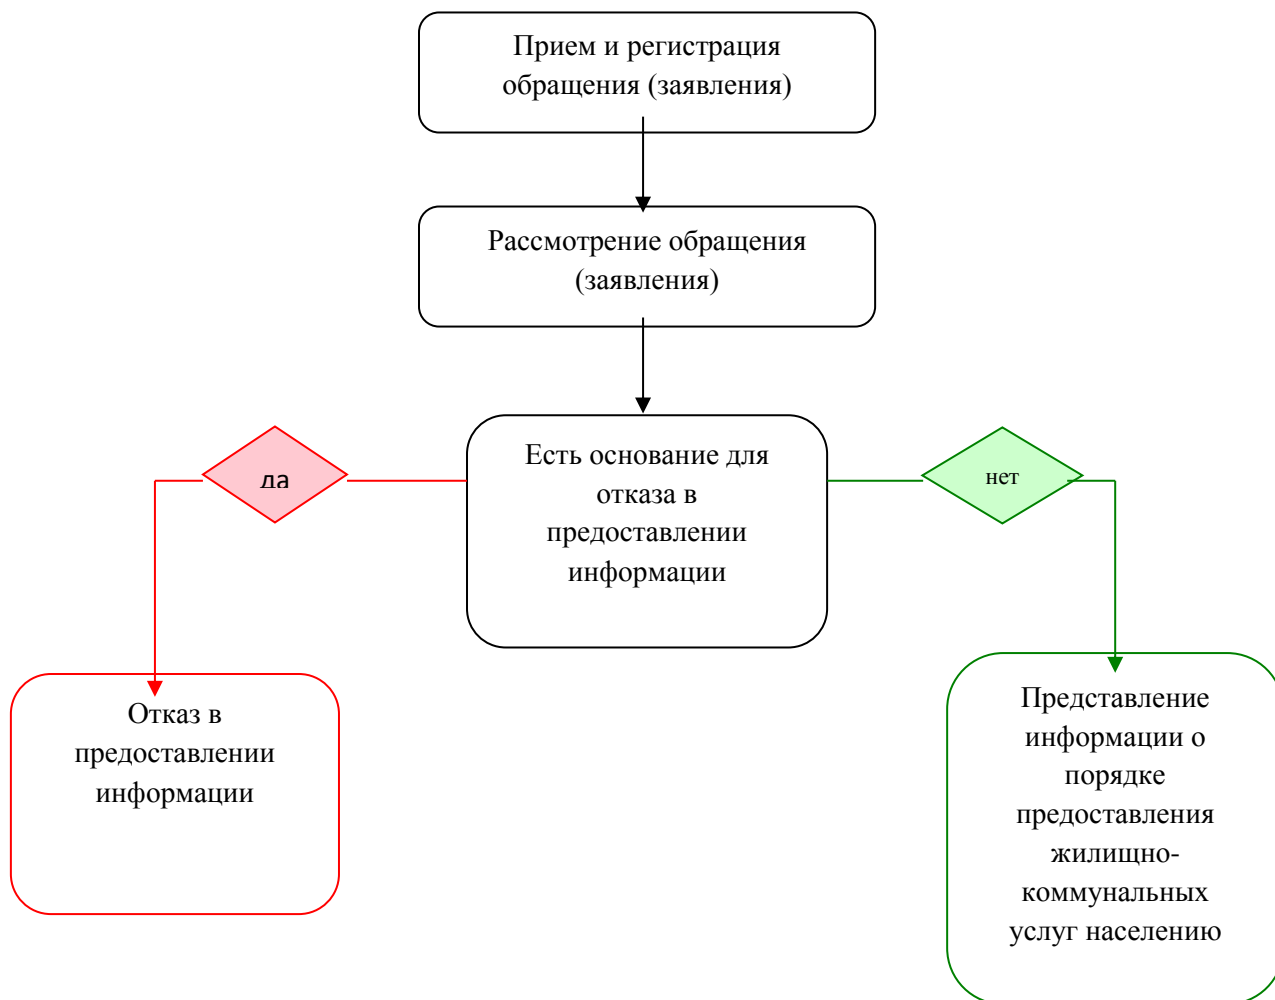 Прием и регистрация
обращения (заявления)
Рассмотрение обращения
(заявления)
Есть основание для
отказа в
предоставлении
информации
да
нет
Отказ в
предоставлении
информации
Представление
информации о
порядке
предоставления
жилищно-
коммунальных
услуг населению